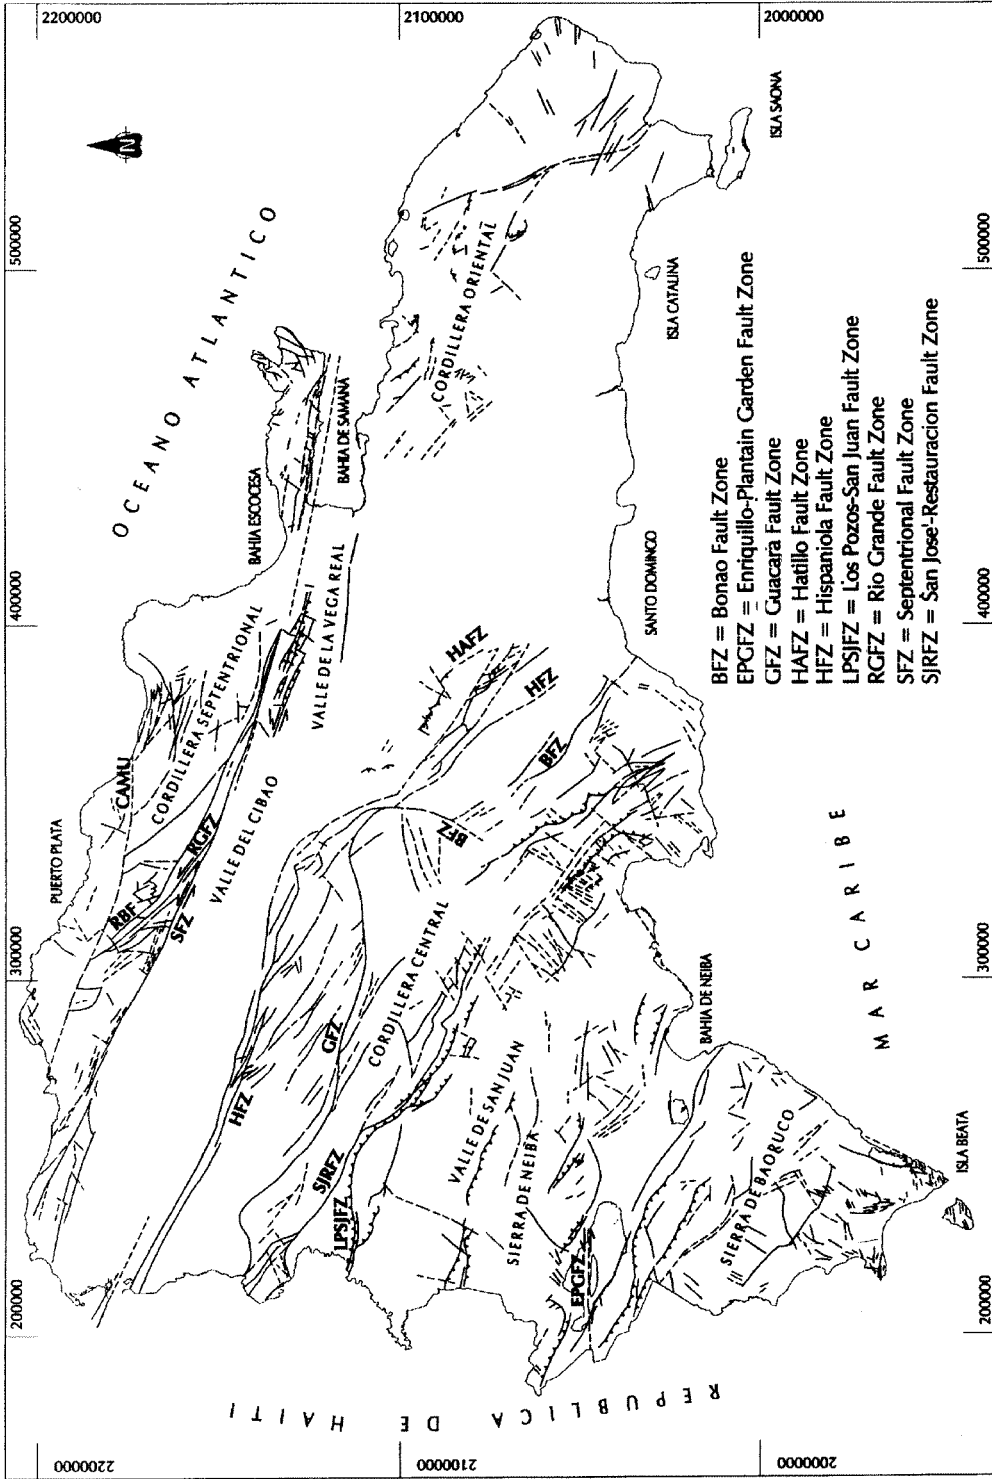 200000
300000
400000
500000
2200000
2100000
2000000
2200000
2100000
2000000
200000
300000
400000
500000
N
OCEANO ATLANTICO
REPUBLICA DE HAITI
MAR CARIBE
PUERTO PLATA
CAMU
CORDILLERA SEPTENTRIONAL
RBF
RGFZ
SFZ
VALLE DEL CIBAO
BAHIA ESCOCESA
VALLE DE LA VEGA REAL
BAHIA DE SAMANÁ
CORDILLERA ORIENTAL
HFZ
GFZ
CORDILLERA CENTRAL
SJRFZ
LPSJFZ
HAFZ
HFZ
BFZ
BFZ
VALLE DE SAN JUAN
SIERRA DE NEIBA
EPGFZ
SIERRA DE BAORUCO
BAHIA DE NEIBA
ISLA BEATA
SANTO DOMINGO
ISLA CATALINA
ISLA SAONA
BFZ = Bonao Fault Zone
EPGFZ = Enriquillo-Plantain Garden Fault Zone
GFZ = Guacara Fault Zone
HAFZ = Hatillo Fault Zone
HFZ = Hispaniola Fault Zone
LPSJFZ = Los Pozos-San Juan Fault Zone
RGFZ = Rio Grande Fault Zone
SFZ = Septentrional Fault Zone
SJRFZ = San Jose'-Restauracion Fault Zone